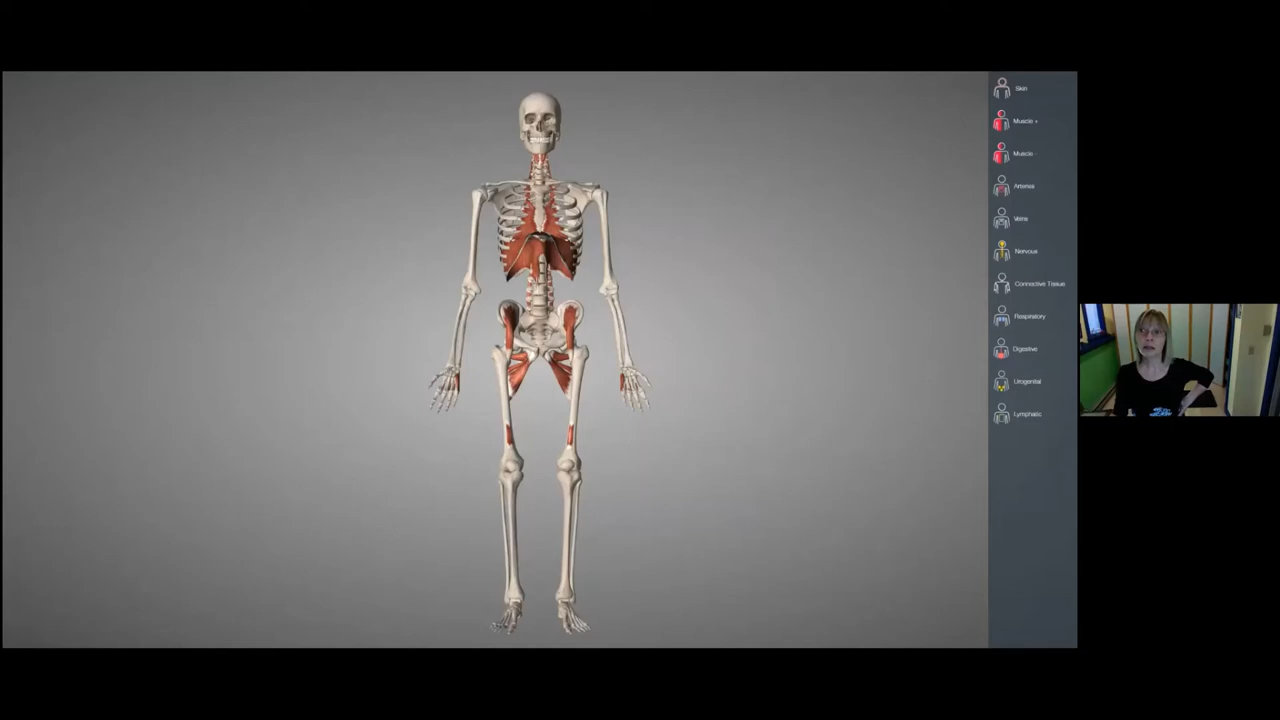 Skin
Muscle +
Muscle -
Arteries
Veins
Nervous
Connective Tissue
Respiratory
Digestive
Urogenital
Lymphatic